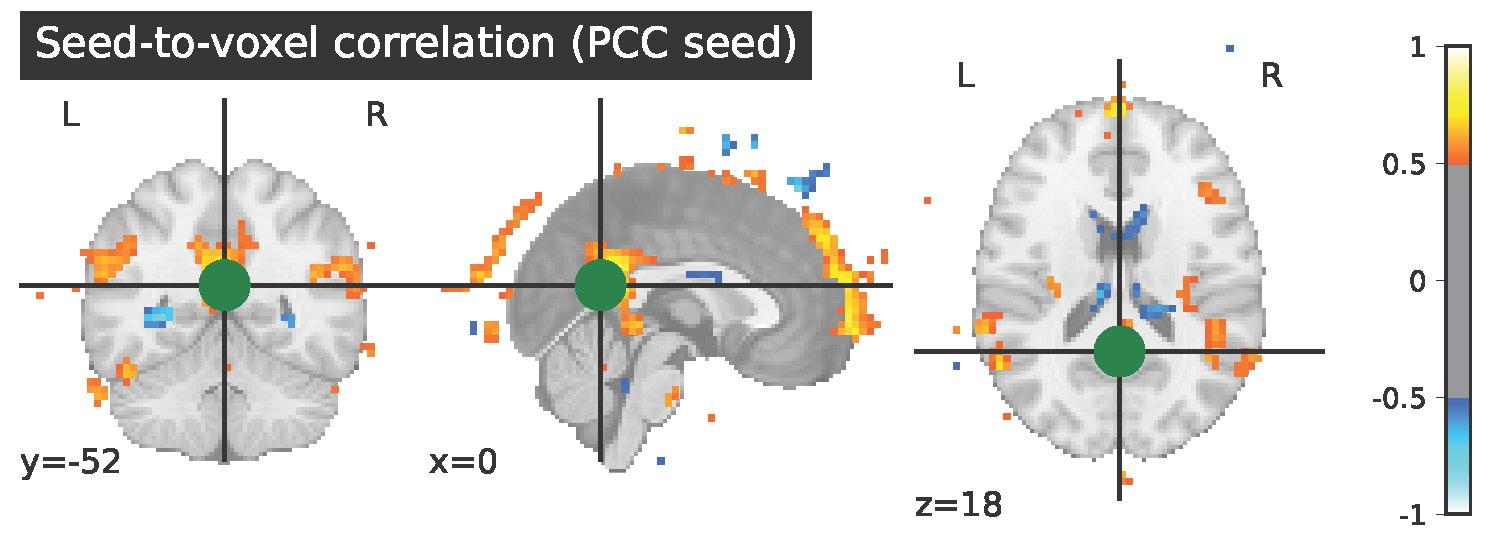 Seed-to-voxel correlation (PCC seed)
L R
L R
y=-52
x=0
z=18
1
0.5
0
-0.5
-1